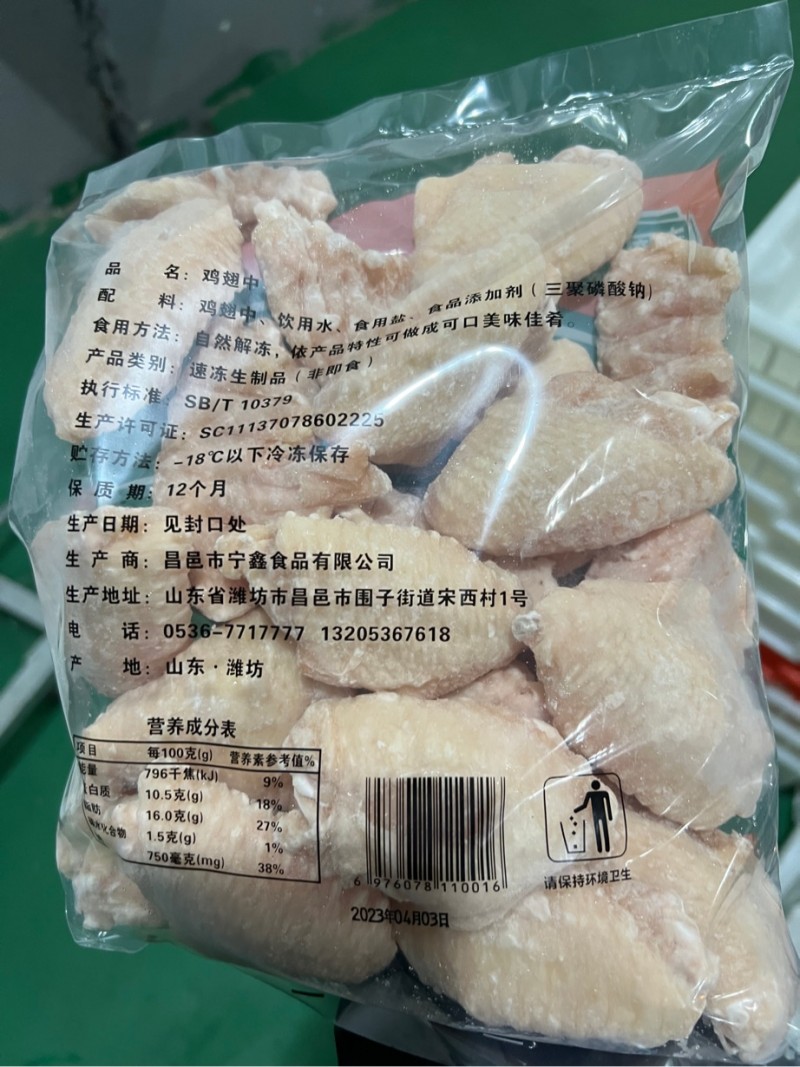 品 名：鸡翅中
配 料：鸡翅中、饮用水、食用盐、食品添加剂（三聚磷酸钠）
食用方法：自然解冻，依产品特性可做成可口美味佳肴。
产品类别：速冻生制品（非即食）
执行标准：SB/T 10379
生产许可证：SC11137078602225
贮存方法：-18℃以下冷冻保存
保 质 期：12个月
生产日期：见封口处
生 产 商：昌邑市宁鑫食品有限公司
生产地址：山东省潍坊市昌邑市围子街道宋西村1号
电 话：0536-7717777 13205367618
产 地：山东·潍坊
营养成分表
项目 每100克(g) 营养素参考值%
能量 796千焦(kJ) 9%
蛋白质 10.5克(g) 18%
脂肪 16.0克(g) 27%
化合物 1.5克(g) 1%
750毫克(mg) 38%
6 976078 110016
请保持环境卫生
2023年04月03日